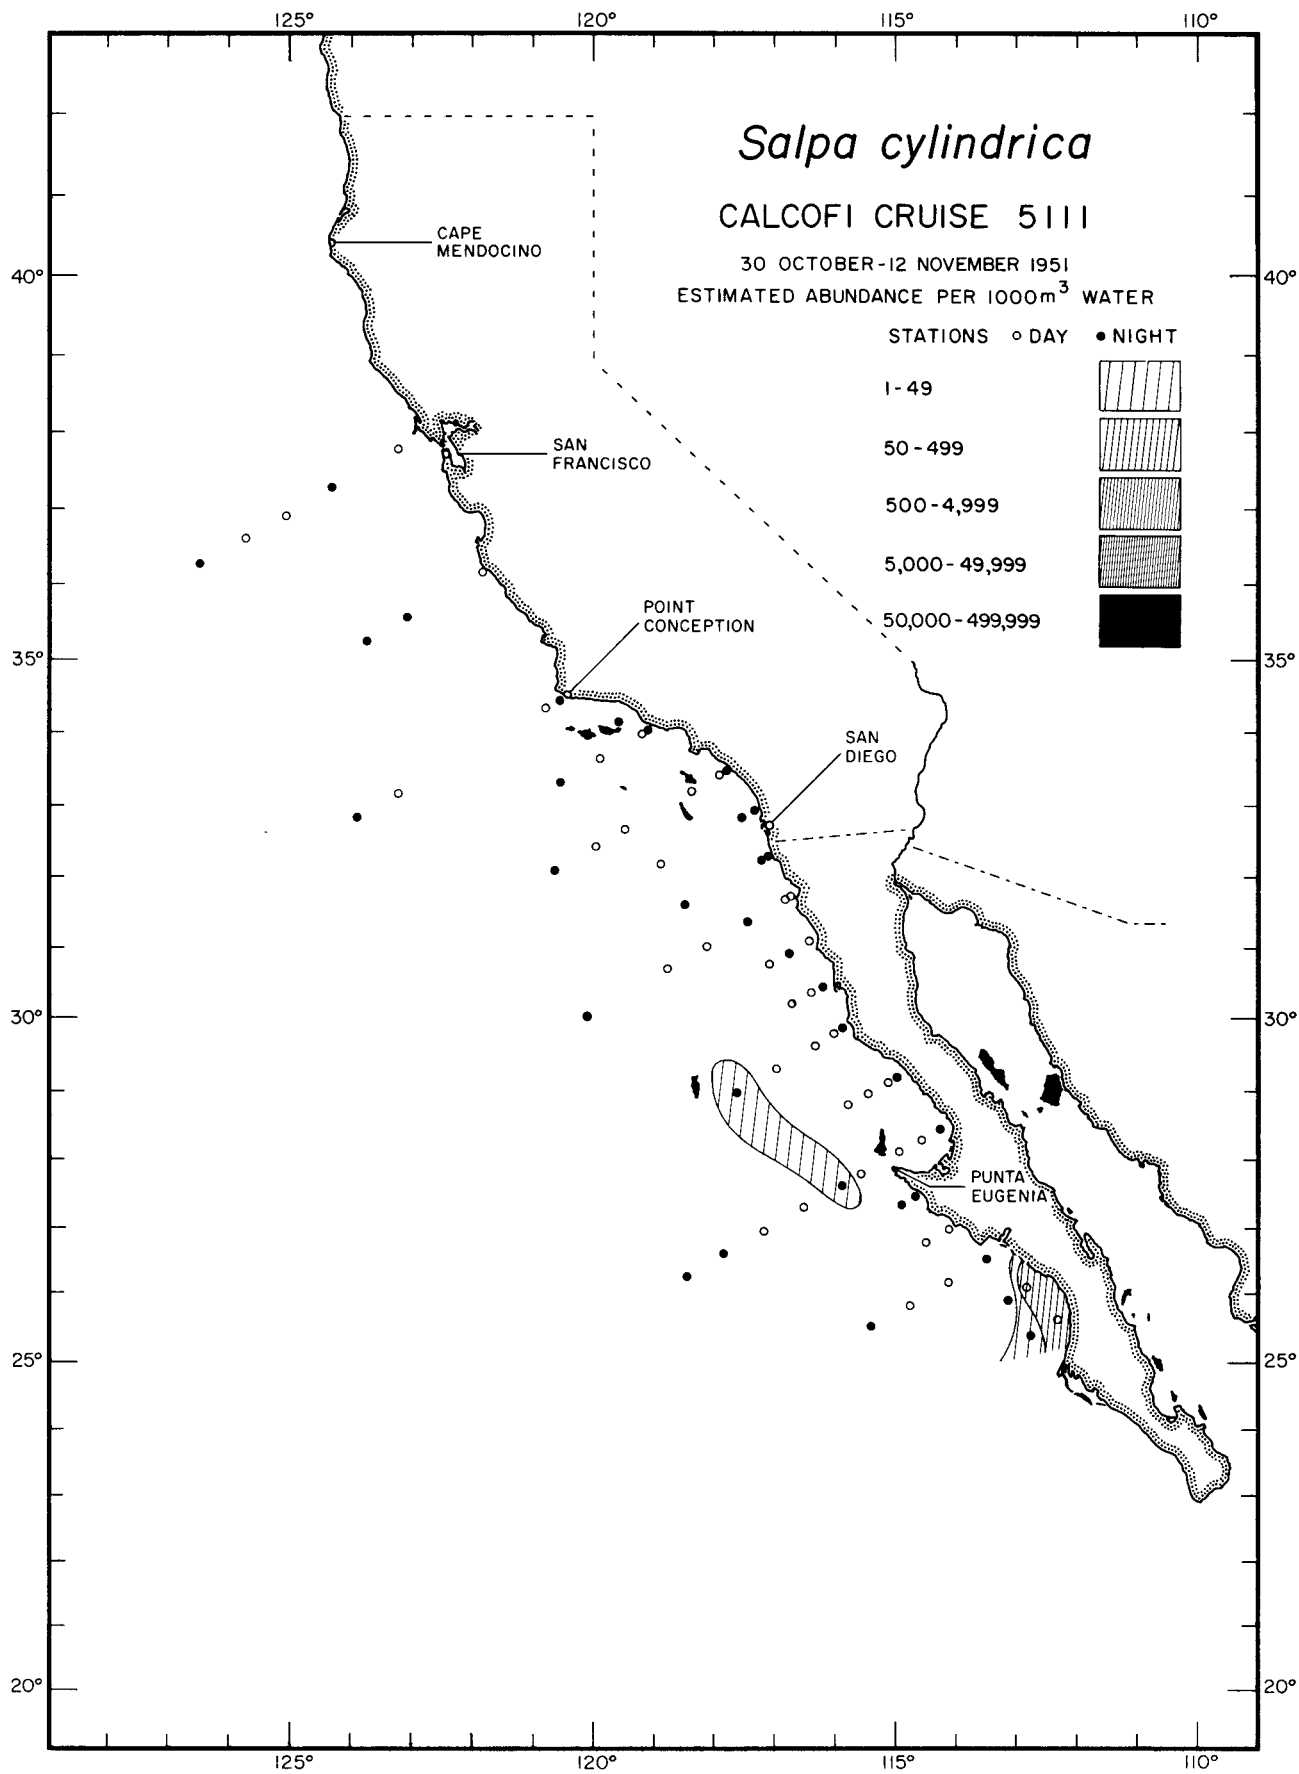 125° 120° 115° 110°
Salpa cylindrica
CALCOFI CRUISE 5111
30 OCTOBER-12 NOVEMBER 1951
ESTIMATED ABUNDANCE PER 1000m³ WATER
STATIONS ○ DAY ● NIGHT
1-49
50-499
500-4,999
5,000-49,999
50,000-499,999
CAPE
MENDOCINO
40° 40°
SAN
FRANCISCO
POINT
CONCEPTION
35° 35°
SAN
DIEGO
30° 30°
PUNTA
EUGENIA
25° 25°
20° 20°
125° 120° 115° 110°